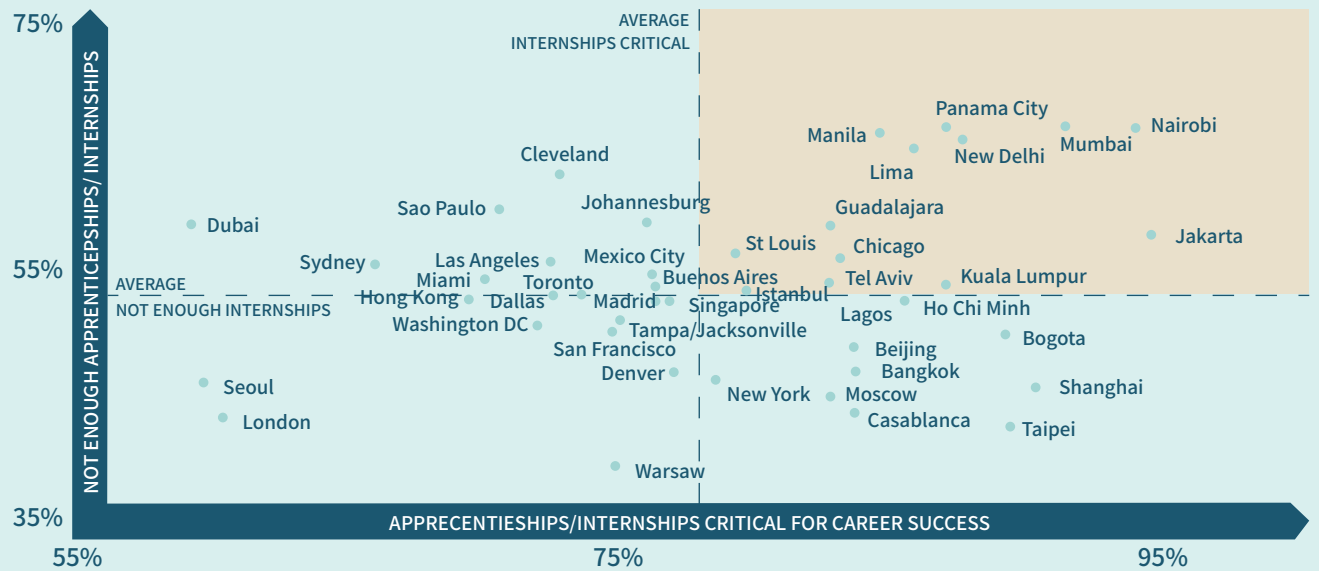 75%
AVERAGE
INTERNSHIPS CRITICAL
NOT ENOUGH APPRENTICEPSHIPS/ INTERNSHIPS
Panama City
Manila
Nairobi
Mumbai
New Delhi
Lima
Cleveland
Johannesburg
Sao Paulo
Guadalajara
Dubai
Jakarta
St Louis
Chicago
Mexico City
Las Angeles
Sydney
55%
Miami
Toronto
Buenos Aires
Tel Aviv
Kuala Lumpur
AVERAGE
Hong Kong
Dallas
Madrid
Istanbul
Singapore
NOT ENOUGH INTERNSHIPS
Lagos
Ho Chi Minh
Washington DC
Tampa/Jacksonville
Bogota
San Francisco
Beijing
Denver
Bangkok
Seoul
New York
Moscow
Shanghai
London
Casablanca
Taipei
Warsaw
35%
APPRECENTIESHIPS/INTERNSHIPS CRITICAL FOR CAREER SUCCESS
55%
75%
95%